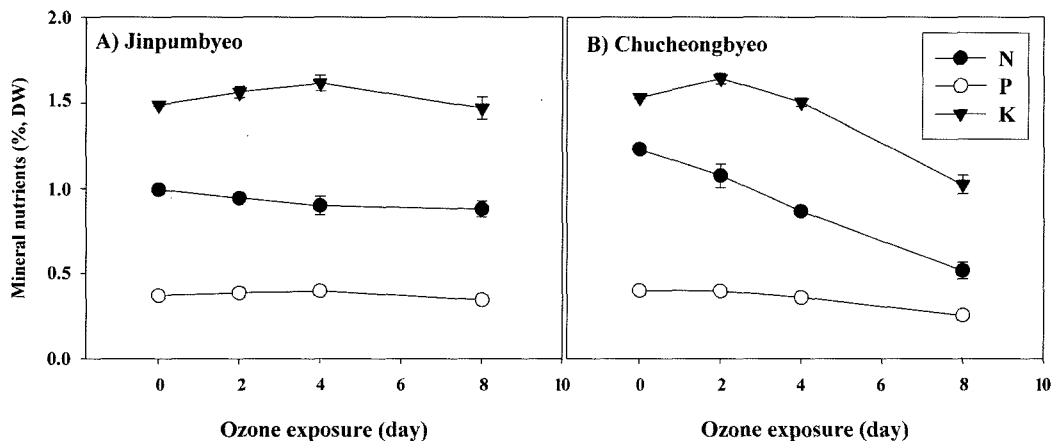 A) Jinpumbyeo
B) Chucheongbyeo
N
P
K
Mineral nutrients (%, DW)
2.0
1.5
1.0
0.5
0.0
0 2 4 6 8 10
0 2 4 6 8 10
Ozone exposure (day)
Ozone exposure (day)